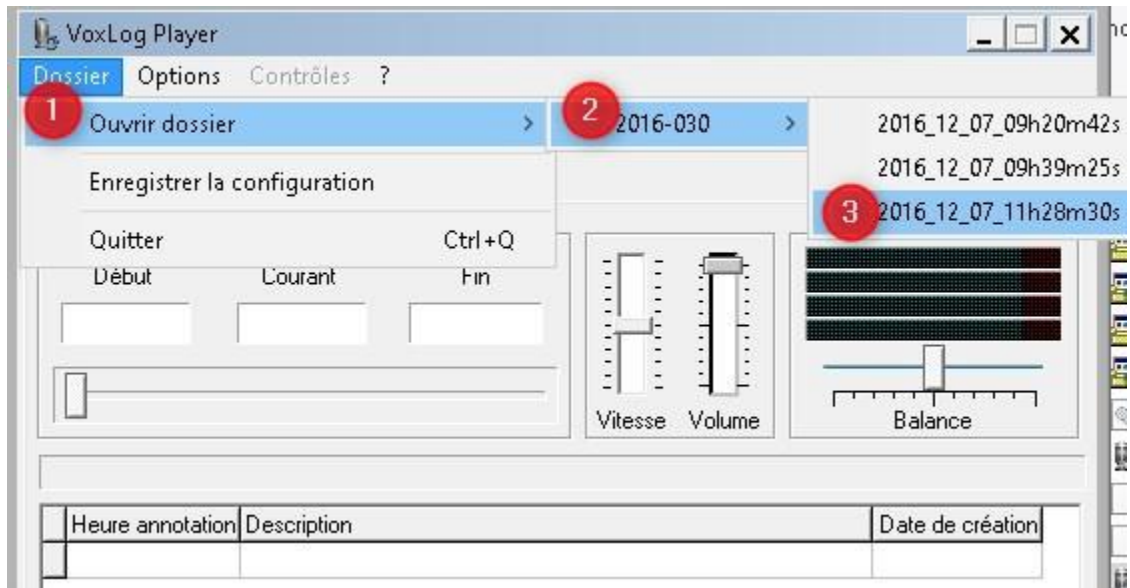 VoxLog Player
Dossier Options Contrôles ?
1 Ouvrir dossier > 2 2016-030 > 2016_12_07_09h20m42s
2016_12_07_09h39m25s
Enregistrer la configuration
3 2016_12_07_11h28m30s
Quitter Ctrl+Q
Début Courant Fin
Vitesse Volume Balance
Heure annotation Description Date de création